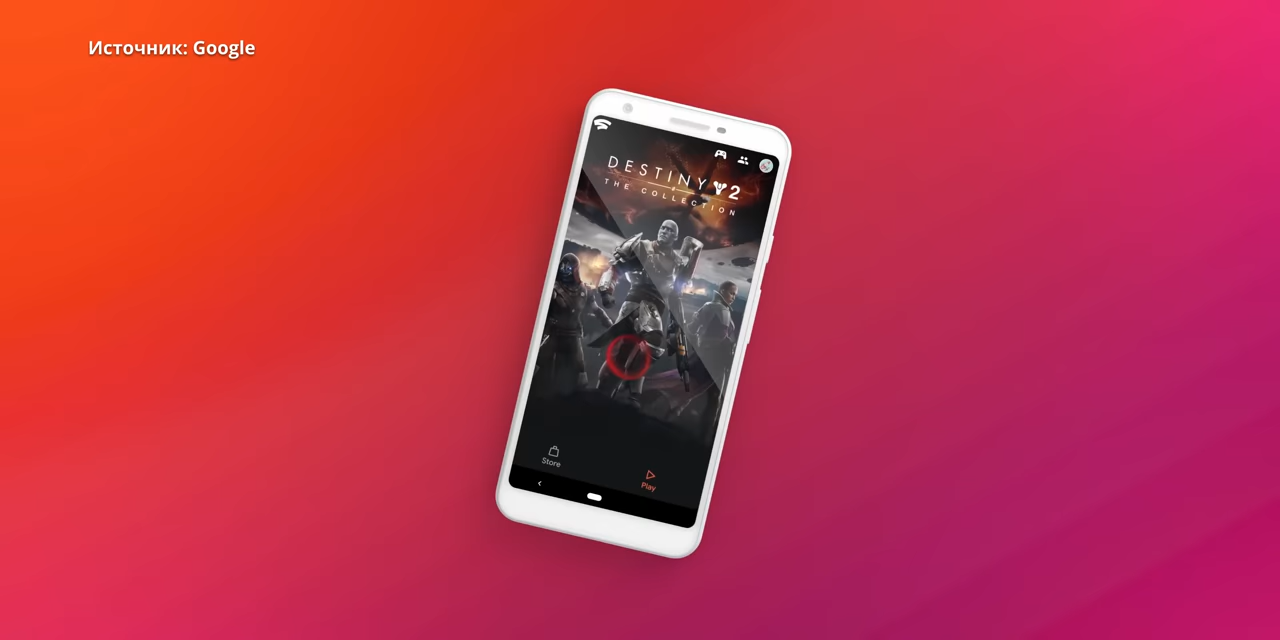 Источник: Google
DESTINY 2
THE COLLECTION
Store
Play